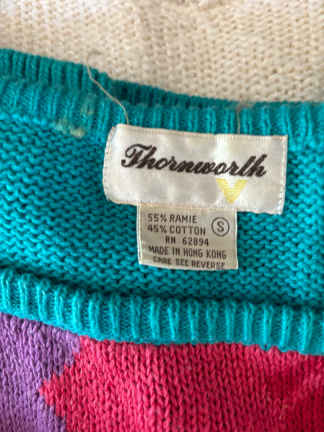 Thornworth
55% RAMIE
45% COTTON
S
RN 62894
MADE IN HONG KONG
CARE SEE REVERSE